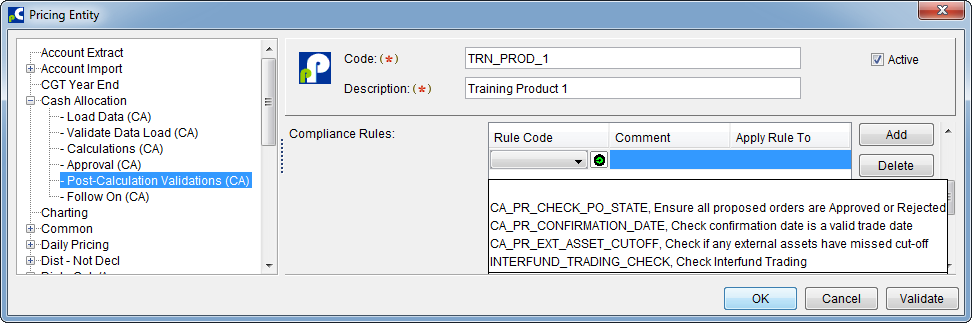 Pricing Entity
Account Extract
Account Import
CGT Year End
Cash Allocation
- Load Data (CA)
- Validate Data Load (CA)
- Calculations (CA)
- Approval (CA)
- Post-Calculation Validations (CA)
- Follow On (CA)
Charting
Common
Daily Pricing
Dist - Not Decl
Code: (*) TRN_PROD_1
Active
Description: (*) Training Product 1
Compliance Rules:
Rule Code Comment Apply Rule To
Add
Delete
CA_PR_CHECK_PO_STATE, Ensure all proposed orders are Approved or Rejected
CA_PR_CONFIRMATION_DATE, Check confirmation date is a valid trade date
CA_PR_EXT_ASSET_CUTOFF, Check if any external assets have missed cut-off
INTERFUND_TRADING_CHECK, Check Interfund Trading
OK Cancel Validate